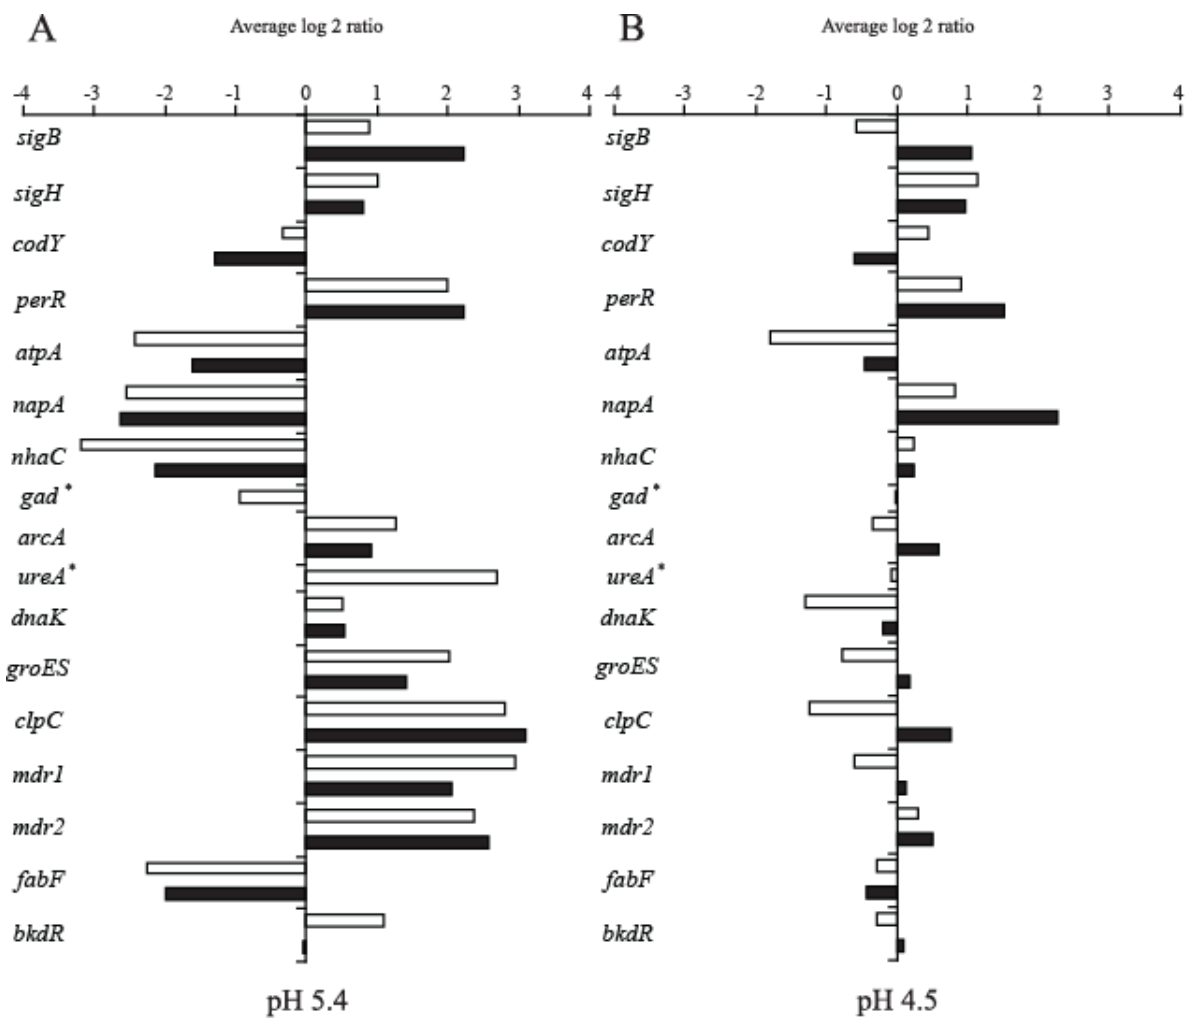 A Average log 2 ratio
-4 -3 -2 -1 0 1 2 3 4
sigB
sigH
codY
perR
atpA
napA
nhaC
gad *
arcA
ureA*
dnaK
groES
clpC
mdr1
mdr2
fabF
bkdR
pH 5.4
B Average log 2 ratio
-4 -3 -2 -1 0 1 2 3 4
sigB
sigH
codY
perR
atpA
napA
nhaC
gad *
arcA
ureA*
dnaK
groES
clpC
mdr1
mdr2
fabF
bkdR
pH 4.5